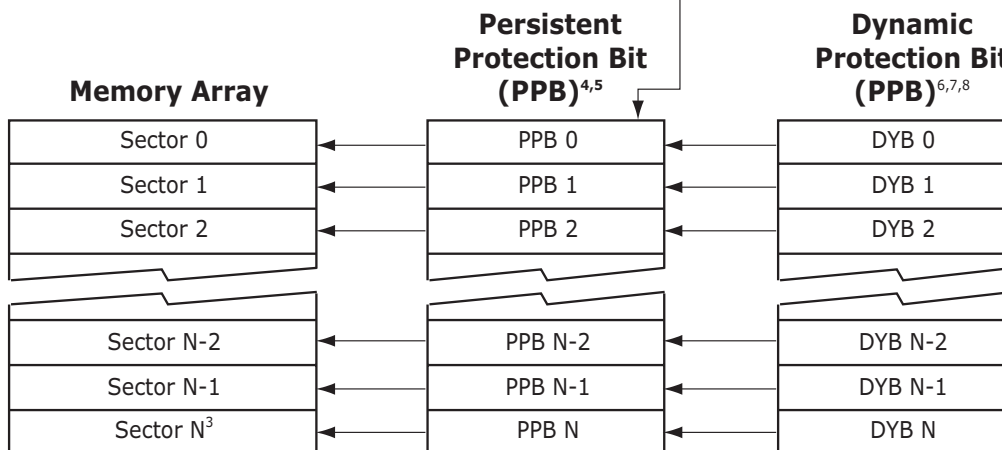 Memory Array
Persistent
Protection Bit
(PPB)4,5
Dynamic
Protection Bit
(PPB)6,7,8
Sector 0 PPB 0 DYB 0
Sector 1 PPB 1 DYB 1
Sector 2 PPB 2 DYB 2
Sector N-2 PPB N-2 DYB N-2
Sector N-1 PPB N-1 DYB N-1
Sector N3 PPB N DYB N